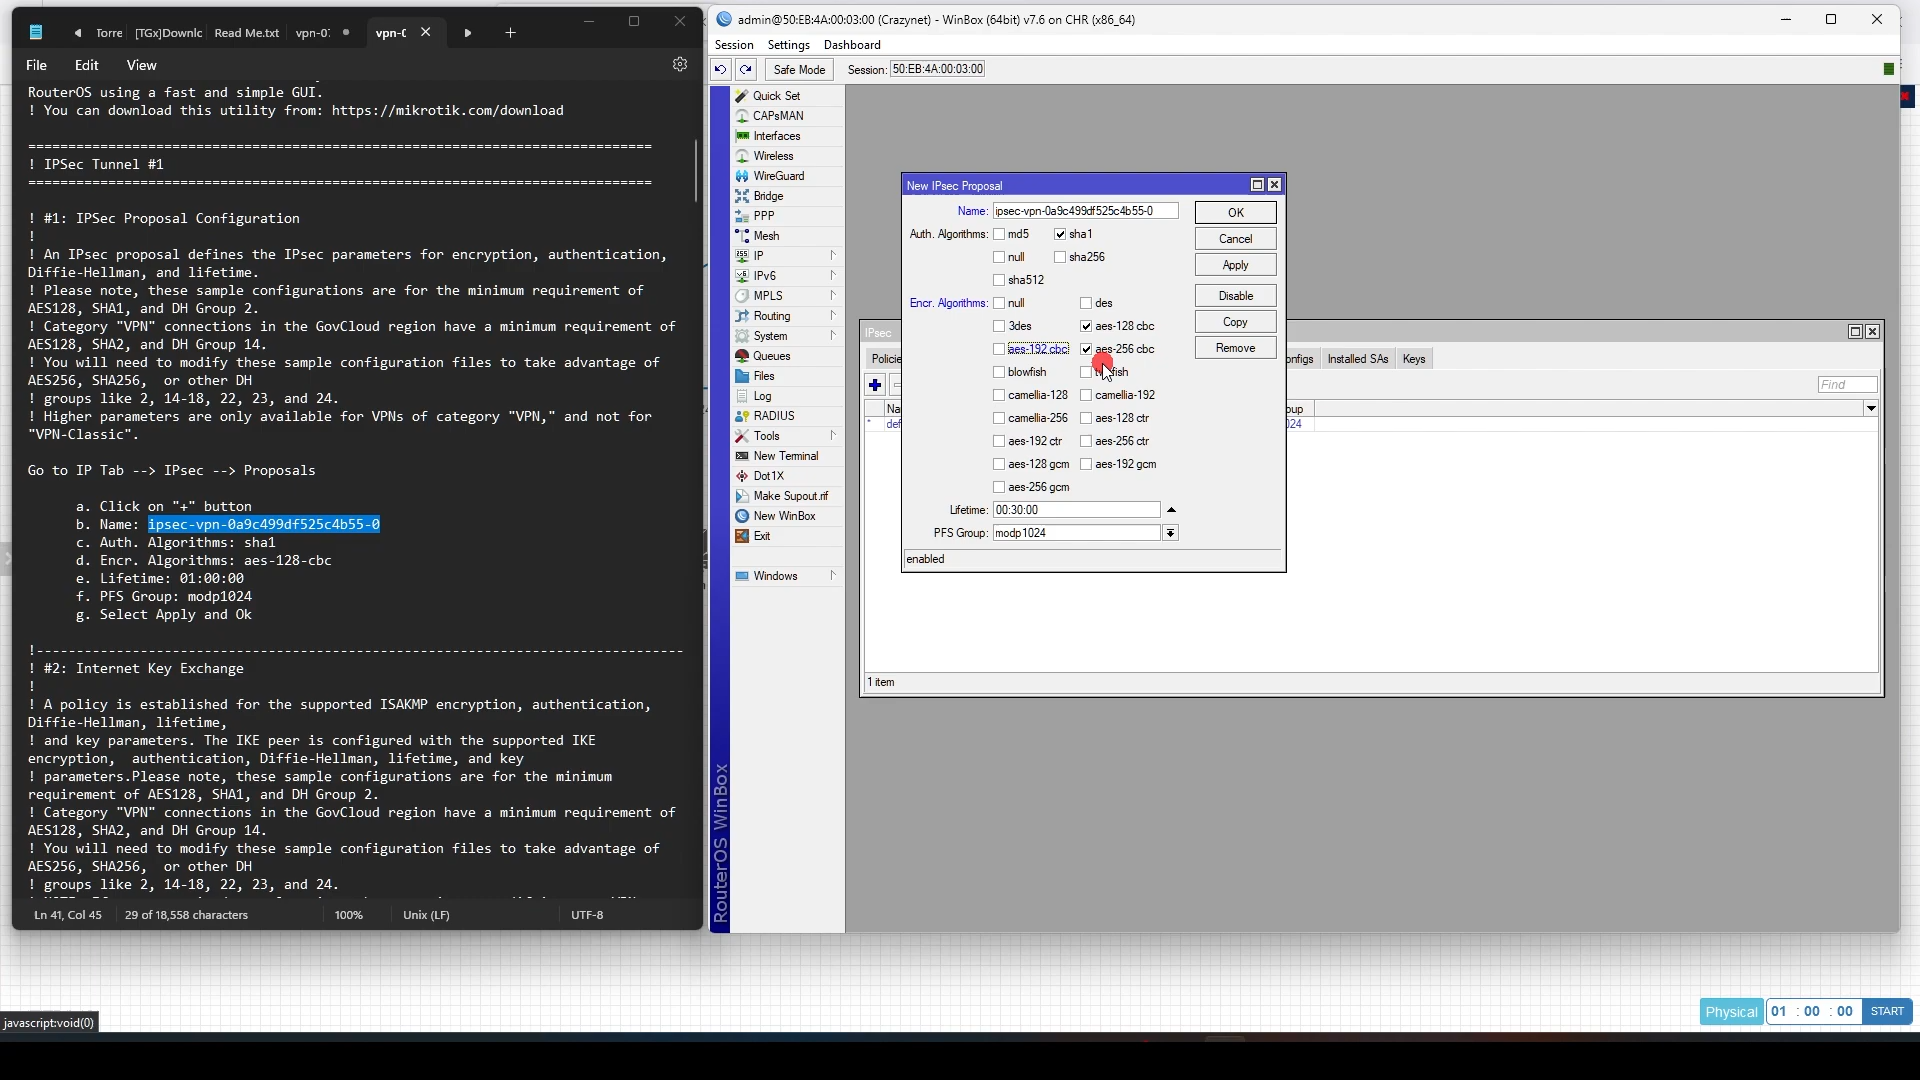 Torre
[TGx]Downlc
Read Me.txt
vpn-0
File
Edit
View
RouterOS using a fast and simple GUI.
! You can download this utility from: https://mikrotik.com/download
================================================================================
! IPSec Tunnel #1
================================================================================
! #1: IPSec Proposal Configuration
!
! An IPsec proposal defines the IPsec parameters for encryption, authentication,
Diffie-Hellman, and lifetime.
! Please note, these sample configurations are for the minimum requirement of
AES128, SHA1, and DH Group 2.
! Category "VPN" connections in the GovCloud region have a minimum requirement of
AES128, SHA2, and DH Group 14.
! You will need to modify these sample configuration files to take advantage of
AES256, SHA256,  or other DH
! groups like 2, 14-18, 22, 23, and 24.
! Higher parameters are only available for VPNs of category "VPN," and not for
"VPN-Classic".
Go to IP Tab --> IPsec --> Proposals
a. Click on "+" button
b. Name: ipsec-vpn-0a9c499df525c4b55-0
c. Auth. Algorithms: sha1
d. Encr. Algorithms: aes-128-cbc
e. Lifetime: 01:00:00
f. PFS Group: modp1024
g. Select Apply and Ok
!--------------------------------------------------------------------------------
! #2: Internet Key Exchange
!
! A policy is established for the supported ISAKMP encryption, authentication,
Diffie-Hellman, lifetime,
! and key parameters. The IKE peer is configured with the supported IKE
encryption,  authentication, Diffie-Hellman, lifetime, and key
! parameters.Please note, these sample configurations are for the minimum
requirement of AES128, SHA1, and DH Group 2.
! Category "VPN" connections in the GovCloud region have a minimum requirement of
AES128, SHA2, and DH Group 14.
! You will need to modify these sample configuration files to take advantage of
AES256, SHA256,  or other DH
! groups like 2, 14-18, 22, 23, and 24.
Ln 41, Col 45
29 of 18,558 characters
100%
Unix (LF)
UTF-8
javascript:void(0)
admin@50:EB:4A:00:03:00 (Crazynet) - WinBox (64bit) v7.6 on CHR (x86_64)
Session Settings Dashboard
Safe Mode
Session: 50:EB:4A:00:03:00
RouterOS WinBox
Quick Set
CAPsMAN
Interfaces
Wireless
WireGuard
Bridge
PPP
Mesh
IP
IPv6
MPLS
Routing
System
Queues
Files
Log
RADIUS
Tools
New Terminal
Dot1X
Make Supout.rif
New WinBox
Exit
Windows
New IPsec Proposal
Name: ipsec-vpn-0a9c499df525c4b55-0
Auth. Algorithms: md5 sha1
null sha256
sha512
Encr. Algorithms: null des
3des aes-128 cbc
aes-192 cbc aes-256 cbc
blowfish
camellia-128 camellia-192
camellia-256 aes-128 ctr
aes-192 ctr aes-256 ctr
aes-128 gcm aes-192 gcm
aes-256 gcm
Lifetime: 00:30:00
PFS Group: modp1024
enabled
OK
Cancel
Apply
Disable
Copy
Remove
IPsec
Installed SAs
Keys
Find
1 item
Physical
01 : 00 : 00
START